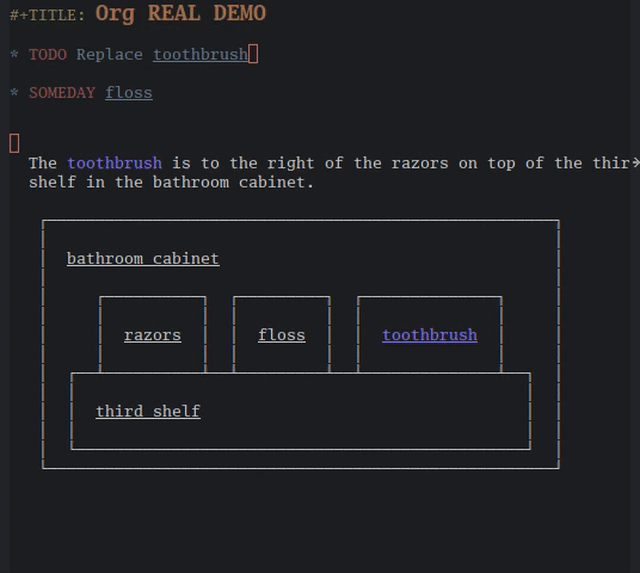 #+TITLE: Org REAL DEMO
* TODO Replace toothbrush
* SOMEDAY floss
The toothbrush is to the right of the razors on top of the thir
shelf in the bathroom cabinet.
bathroom cabinet
razors floss toothbrush
third shelf